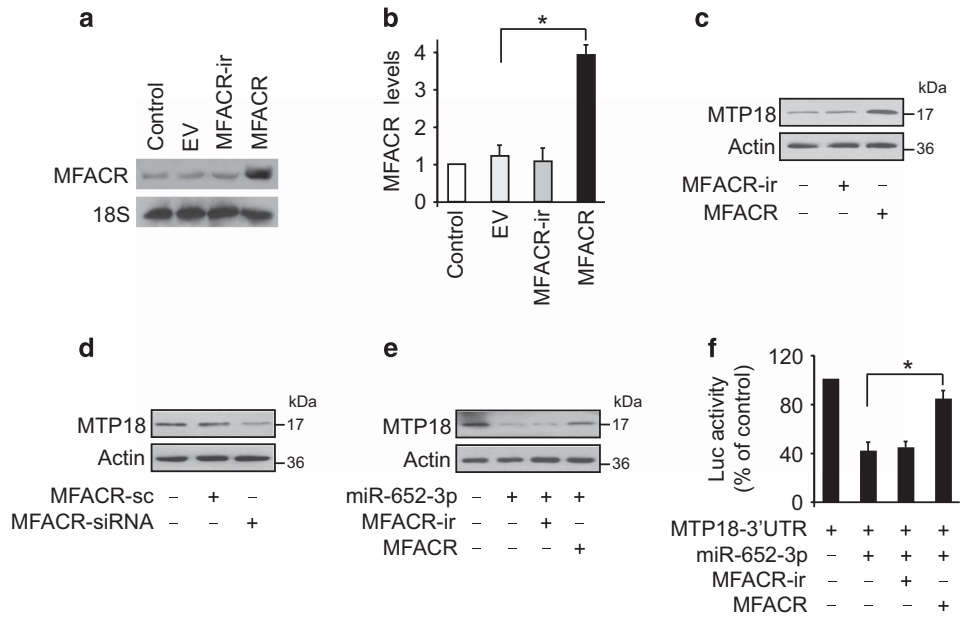 a
Control
EV
MFACR-ir
MFACR
MFACR
18S
b
*
MFACR levels
4
3
2
1
0
Control
EV
MFACR-ir
MFACR
c
kDa
MTP18
17
Actin
36
MFACR-ir – + –
MFACR – – +
d
kDa
MTP18
17
Actin
36
MFACR-sc – + –
MFACR-siRNA – – +
e
kDa
MTP18
17
Actin
36
miR-652-3p – + + +
MFACR-ir – – + –
MFACR – – – +
f
*
Luc activity
(% of control)
120
80
40
0
MTP18-3'UTR + + + +
miR-652-3p – + + +
MFACR-ir – – + –
MFACR – – – +